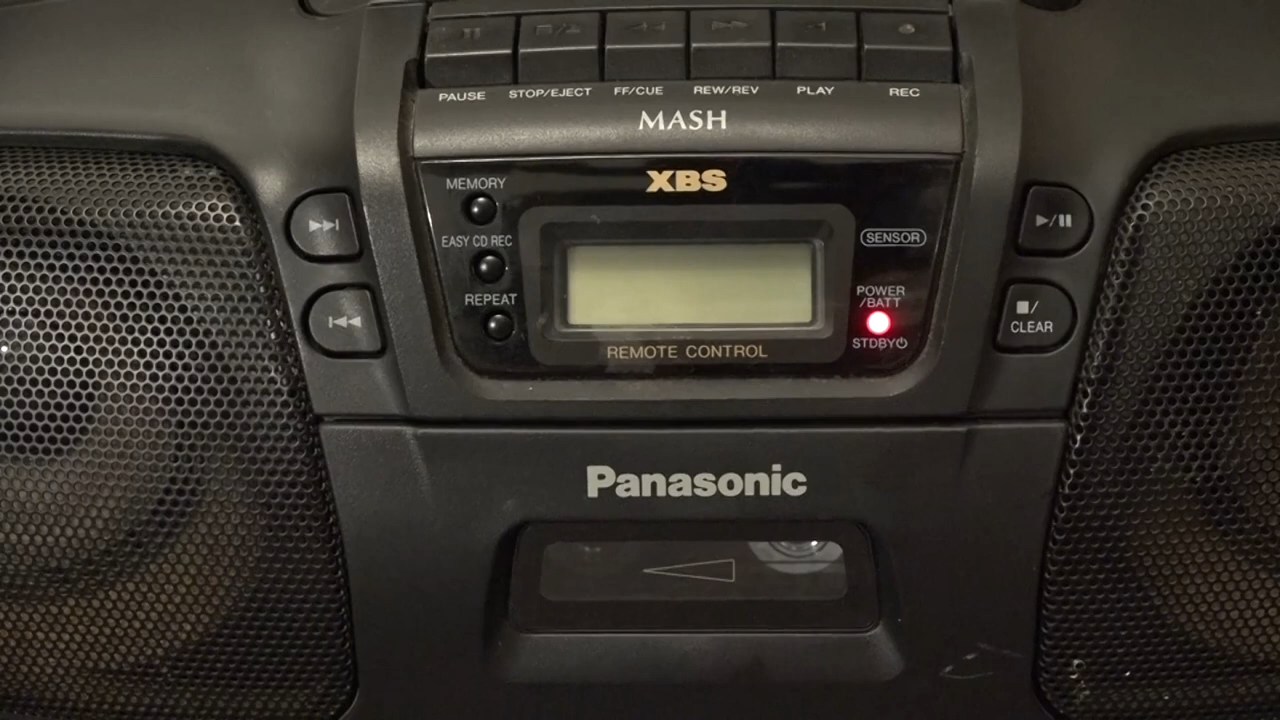 PAUSE STOP/EJECT FF/CUE REW/REV PLAY REC
MASH
XBS
MEMORY
EASY CD REC
REPEAT
SENSOR
POWER
/BATT
STDBY
REMOTE CONTROL
/
CLEAR
Panasonic